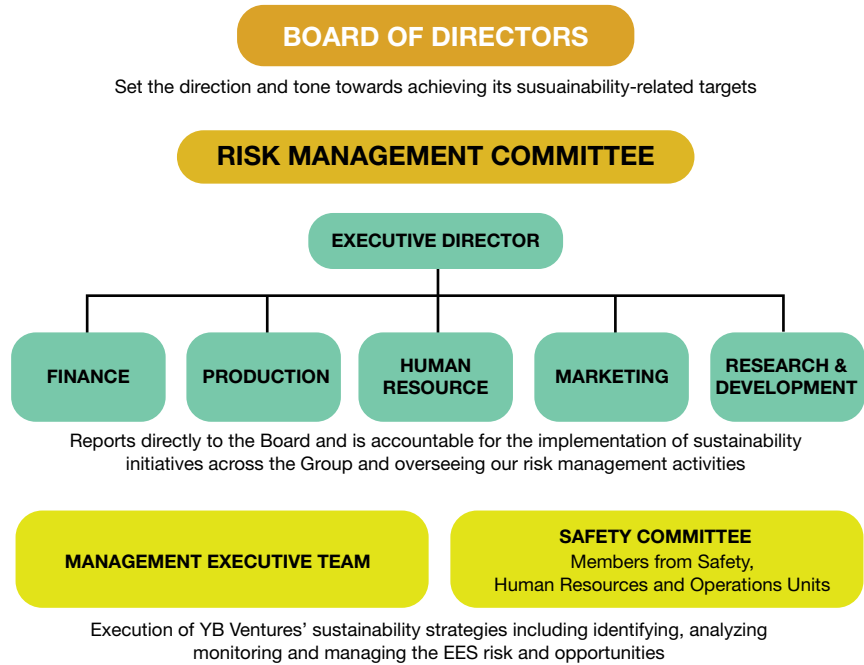 BOARD OF DIRECTORS
Set the direction and tone towards achieving its susuainability-related targets
RISK MANAGEMENT COMMITTEE
EXECUTIVE DIRECTOR
FINANCE
PRODUCTION
HUMAN
RESOURCE
MARKETING
RESEARCH &
DEVELOPMENT
Reports directly to the Board and is accountable for the implementation of sustainability
initiatives across the Group and overseeing our risk management activities
MANAGEMENT EXECUTIVE TEAM
SAFETY COMMITTEE
Members from Safety,
Human Resources and Operations Units
Execution of YB Ventures' sustainability strategies including identifying, analyzing
monitoring and managing the EES risk and opportunities